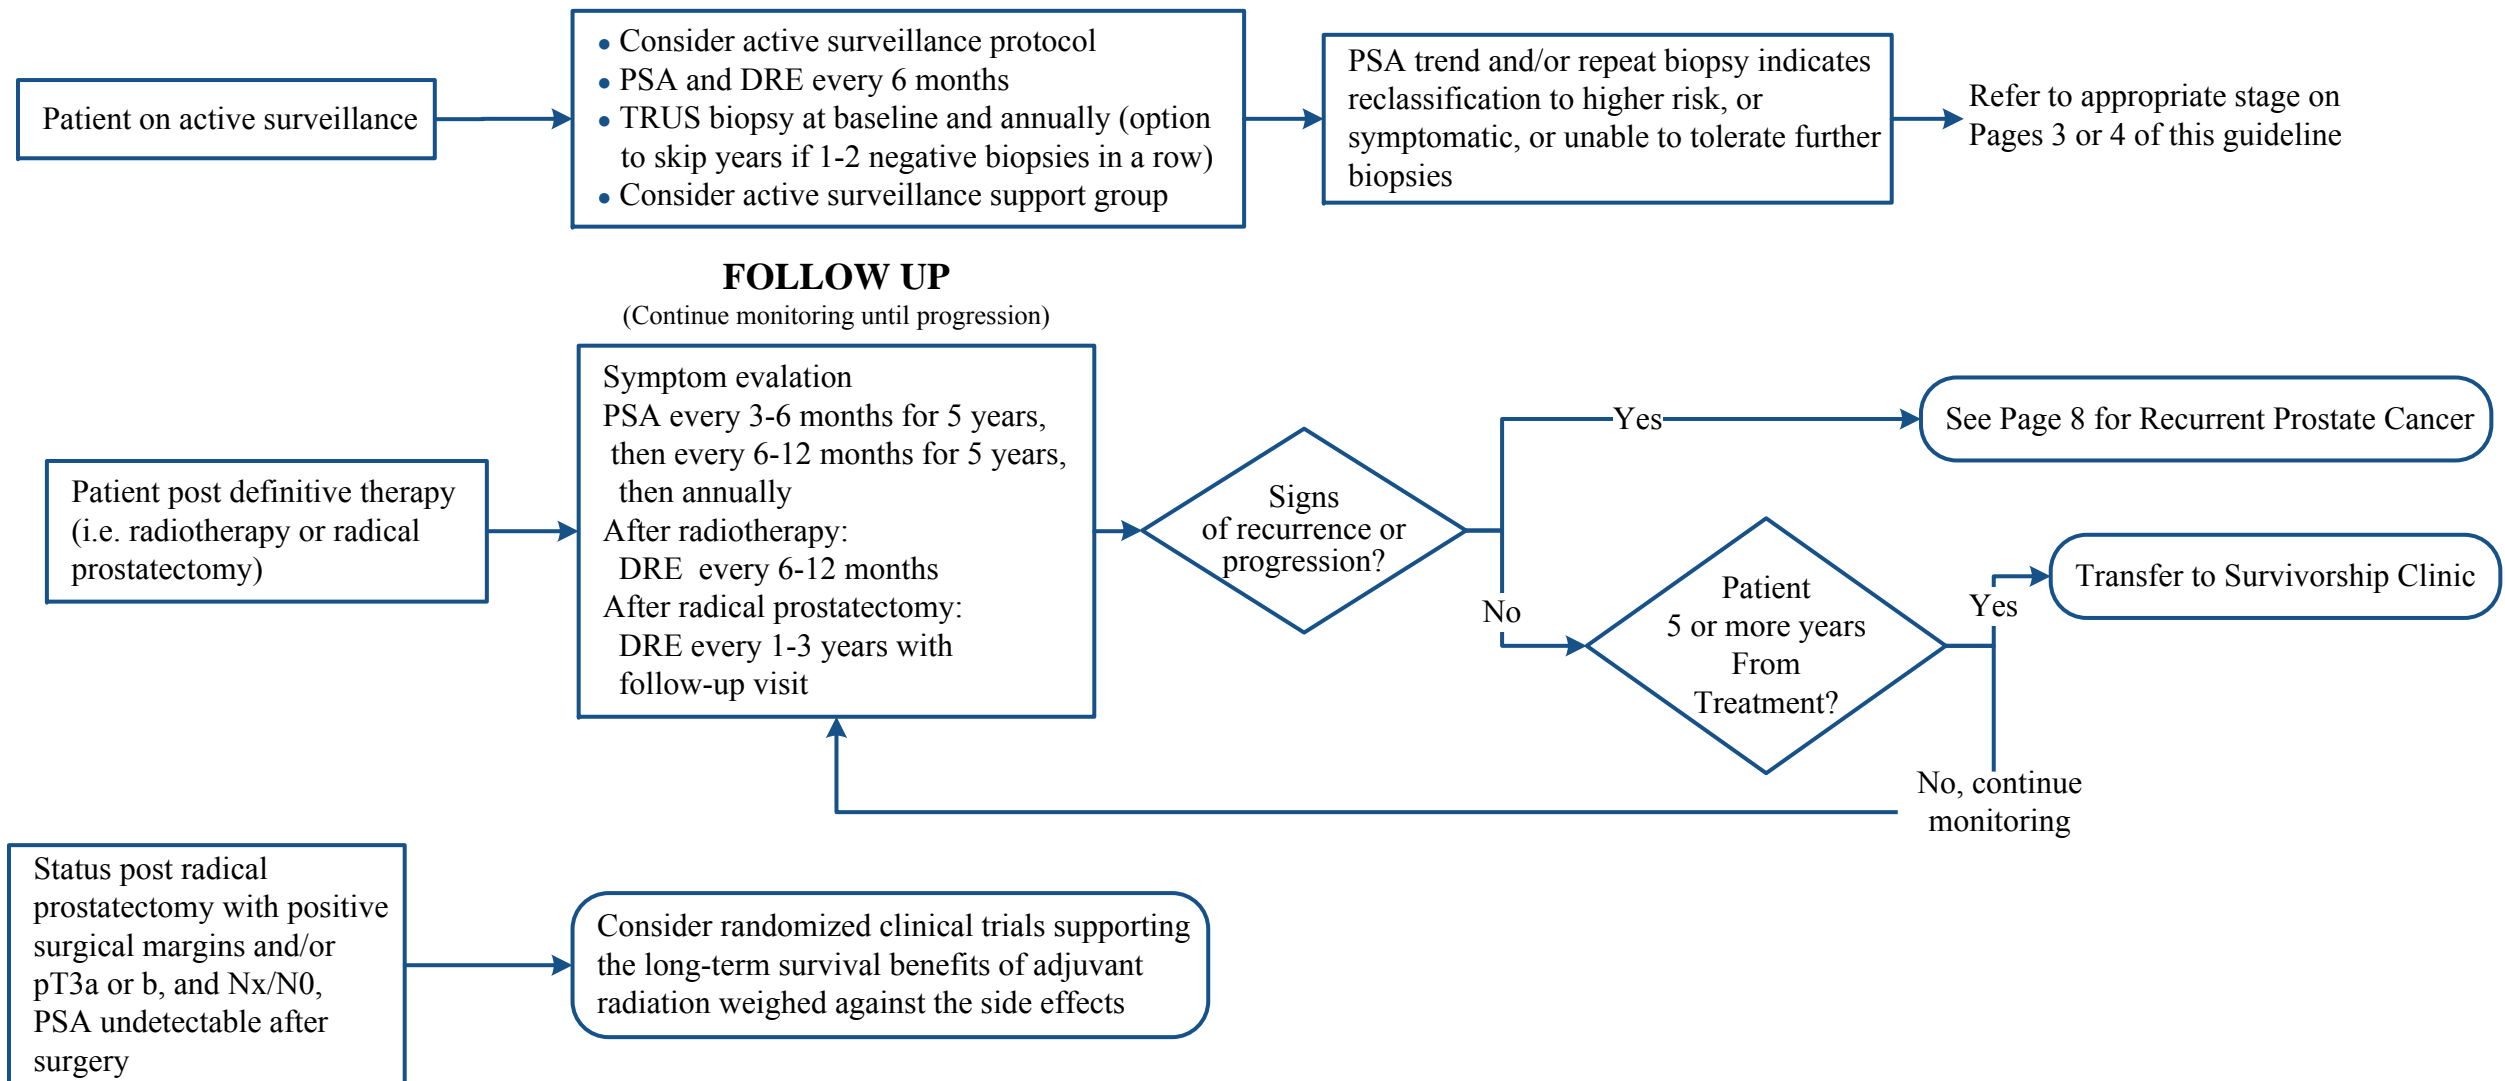 Patient on active surveillance
• Consider active surveillance protocol
• PSA and DRE every 6 months
• TRUS biopsy at baseline and annually (option
to skip years if 1-2 negative biopsies in a row)
• Consider active surveillance support group
PSA trend and/or repeat biopsy indicates
reclassification to higher risk, or
symptomatic, or unable to tolerate further
biopsies
Refer to appropriate stage on
Pages 3 or 4 of this guideline
FOLLOW UP
(Continue monitoring until progression)
Patient post definitive therapy
(i.e. radiotherapy or radical
prostatectomy)
Symptom evalation
PSA every 3-6 months for 5 years,
then every 6-12 months for 5 years,
then annually
After radiotherapy:
DRE every 6-12 months
After radical prostatectomy:
DRE every 1-3 years with
follow-up visit
Signs
of recurrence or
progression?
Yes
See Page 8 for Recurrent Prostate Cancer
No
Patient
5 or more years
From
Treatment?
Yes
Transfer to Survivorship Clinic
No, continue
monitoring
Status post radical
prostatectomy with positive
surgical margins and/or
pT3a or b, and Nx/N0,
PSA undetectable after
surgery
Consider randomized clinical trials supporting
the long-term survival benefits of adjuvant
radiation weighed against the side effects